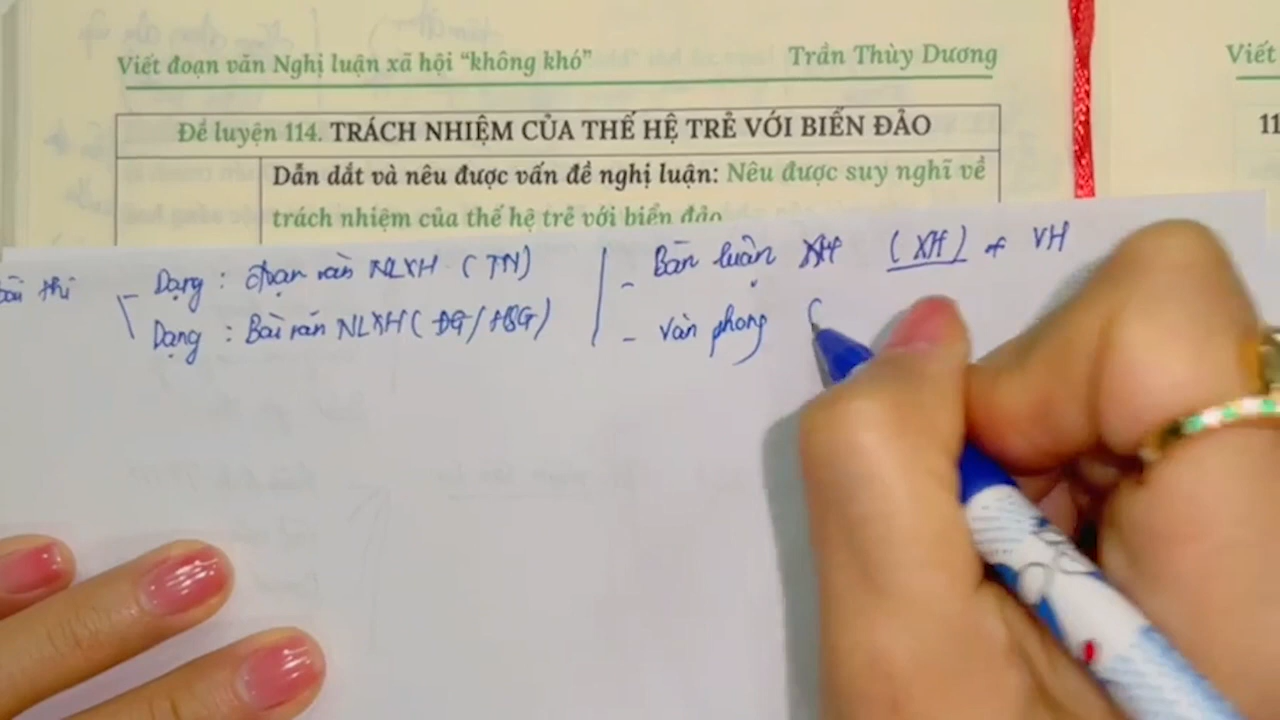 Viết đoạn văn Nghị luận xã hội “không khó” Trần Thùy Dương
Viết
Đề luyện 114. TRÁCH NHIỆM CỦA THẾ HỆ TRẺ VỚI BIỂN ĐẢO
11
Dẫn dắt và nêu được vấn đề nghị luận: Nêu được suy nghĩ về
trách nhiệm của thế hệ trẻ với biển đảo
thi Dạng : đoạn văn NLXH (TN) - Bàn luận (XH) VH
Dạng : Bài văn NLXH (ĐG/HSG) - văn phong